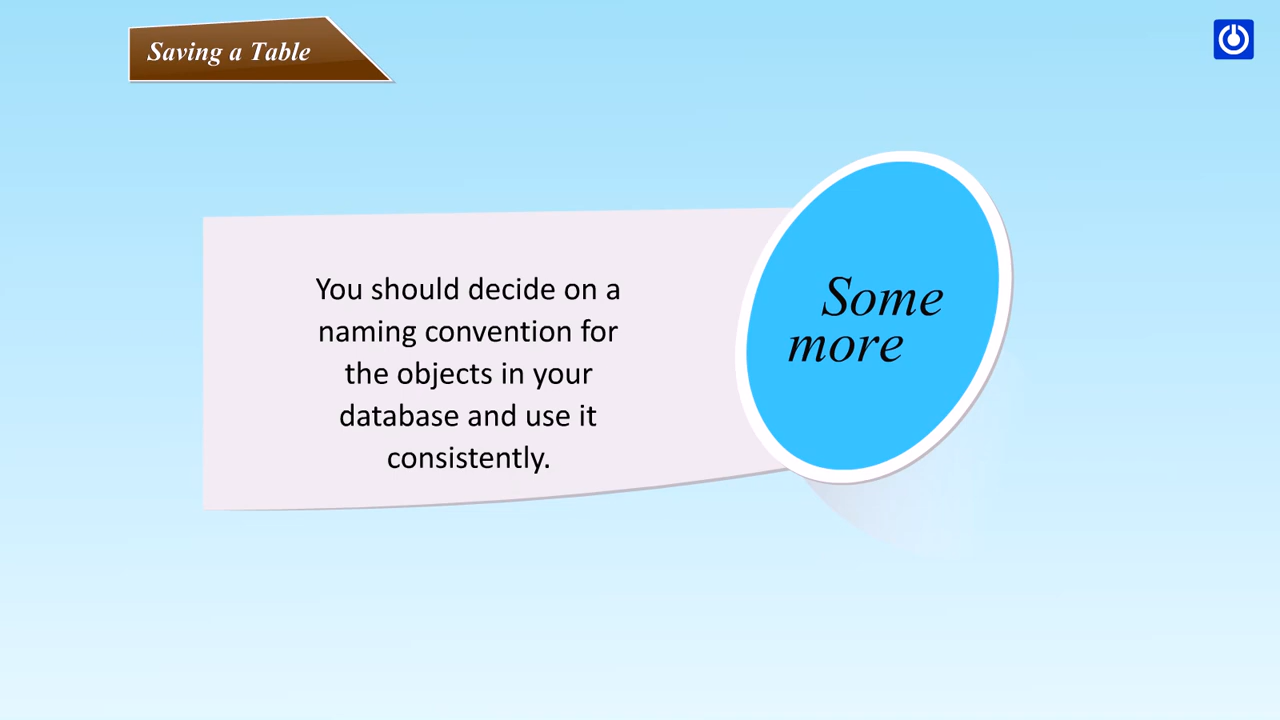 Saving a Table
You should decide on a
naming convention for
the objects in your
database and use it
consistently.
Some
more